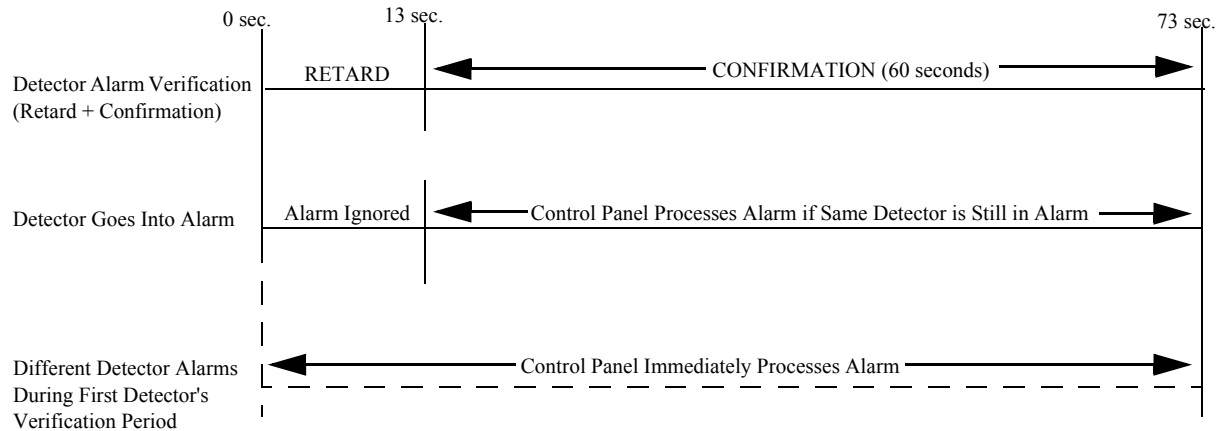 0 sec.
13 sec.
73 sec.
Detector Alarm Verification
(Retard + Confirmation)
RETARD
CONFIRMATION (60 seconds)
Detector Goes Into Alarm
Alarm Ignored
Control Panel Processes Alarm if Same Detector is Still in Alarm
Different Detector Alarms
During First Detector's
Verification Period
Control Panel Immediately Processes Alarm